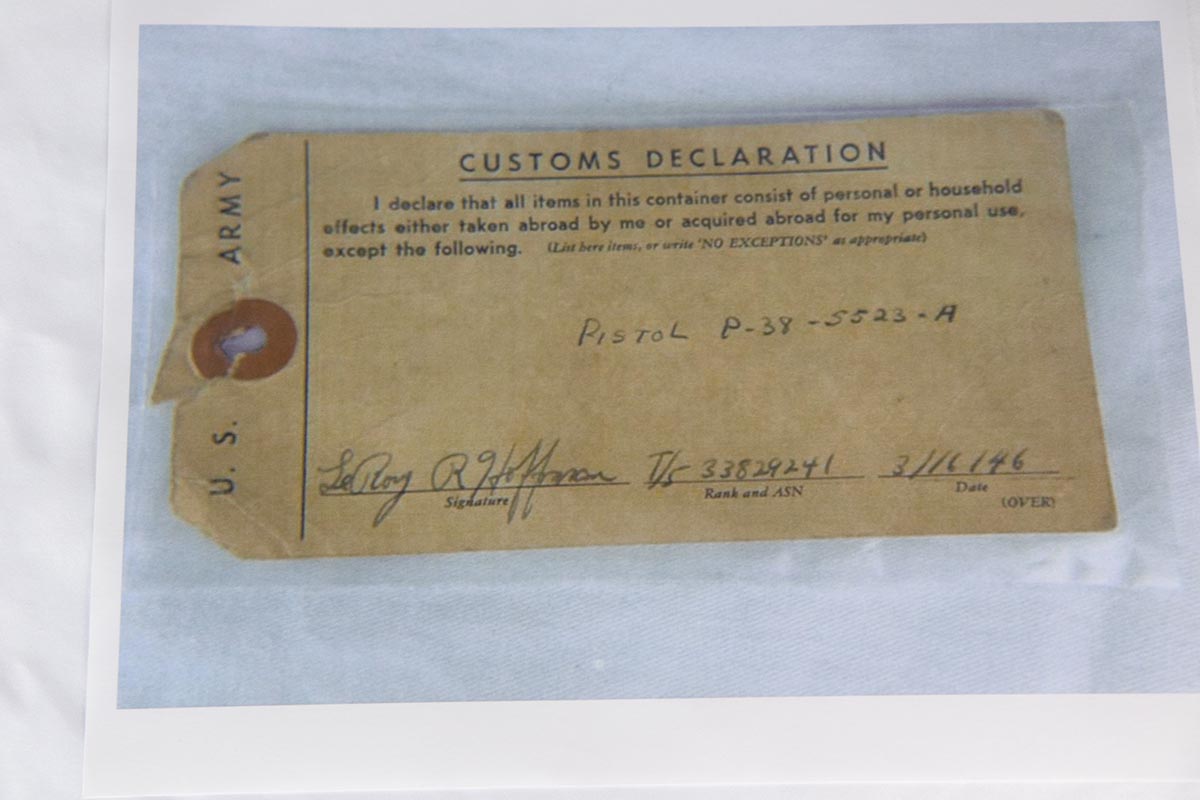 U. S. ARMY
CUSTOMS DECLARATION
I declare that all items in this container consist of personal or household
effects either taken abroad by me or acquired abroad for my personal use,
except the following. (List here items, or write 'NO EXCEPTIONS' as appropriate)
PISTOL P-38-5523-A
LeRoy R Hoffman T/5 33829241 3/16/46
Signature Rank and ASN Date
(OVER)